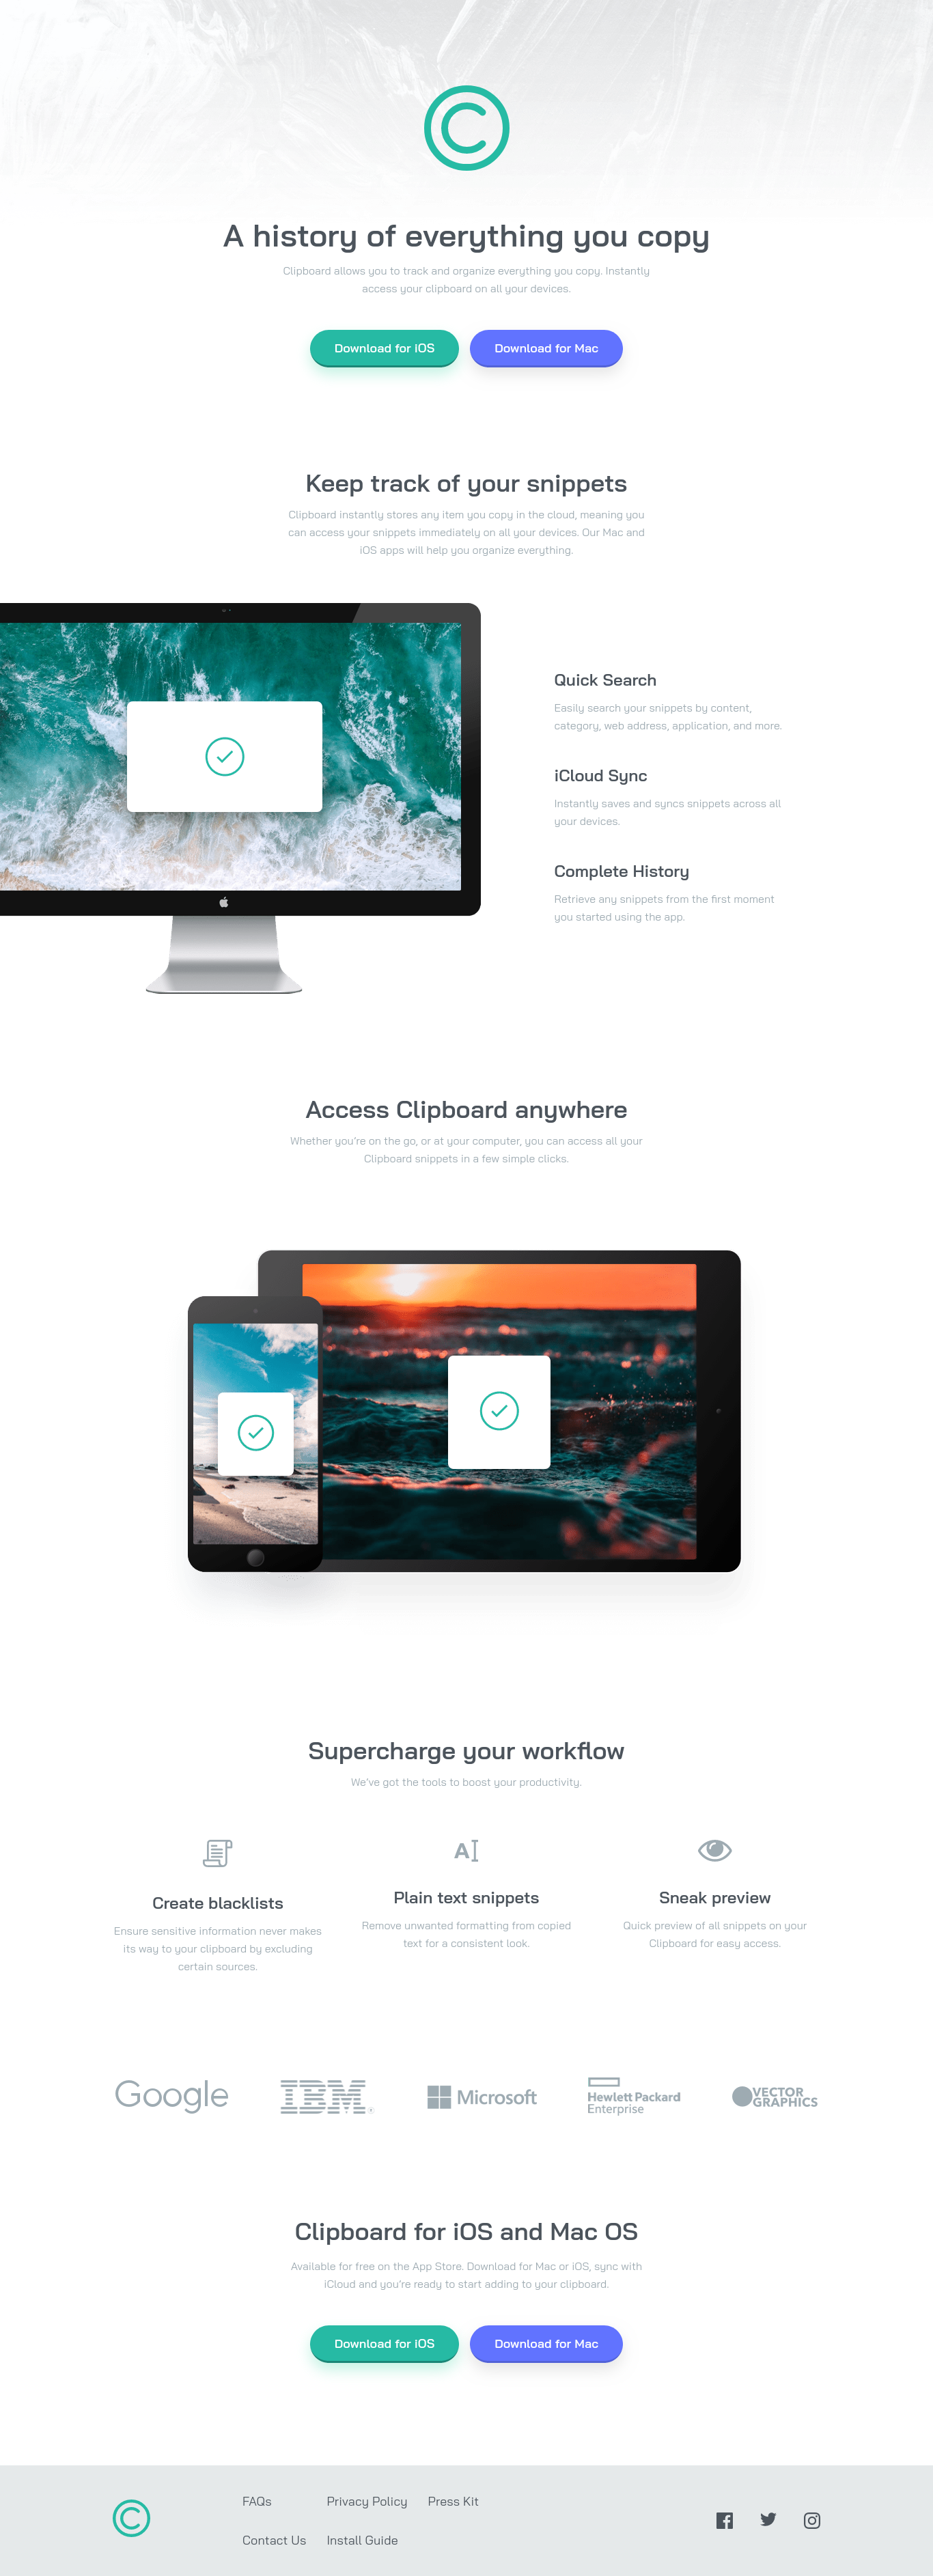 A history of everything you copy
Clipboard allows you to track and organize everything you copy. Instantly
access your clipboard on all your devices.
Download for iOS
Download for Mac
Keep track of your snippets
Clipboard instantly stores any item you copy in the cloud, meaning you
can access your snippets immediately on all your devices. Our Mac and
iOS apps will help you organize everything.
Quick Search
Easily search your snippets by content,
category, web address, application, and more.
iCloud Sync
Instantly saves and syncs snippets across all
your devices.
Complete History
Retrieve any snippets from the first moment
you started using the app.
Access Clipboard anywhere
Whether you’re on the go, or at your computer, you can access all your
Clipboard snippets in a few simple clicks.
Supercharge your workflow
We’ve got the tools to boost your productivity.
Create blacklists
Ensure sensitive information never makes
its way to your clipboard by excluding
certain sources.
Plain text snippets
Remove unwanted formatting from copied
text for a consistent look.
Sneak preview
Quick preview of all snippets on your
Clipboard for easy access.
Google
IBM
Microsoft
Hewlett Packard
Enterprise
VECTOR
GRAPHICS
Clipboard for iOS and Mac OS
Available for free on the App Store. Download for Mac or iOS, sync with
iCloud and you’re ready to start adding to your clipboard.
Download for iOS
Download for Mac
FAQs
Privacy Policy
Press Kit
Contact Us
Install Guide